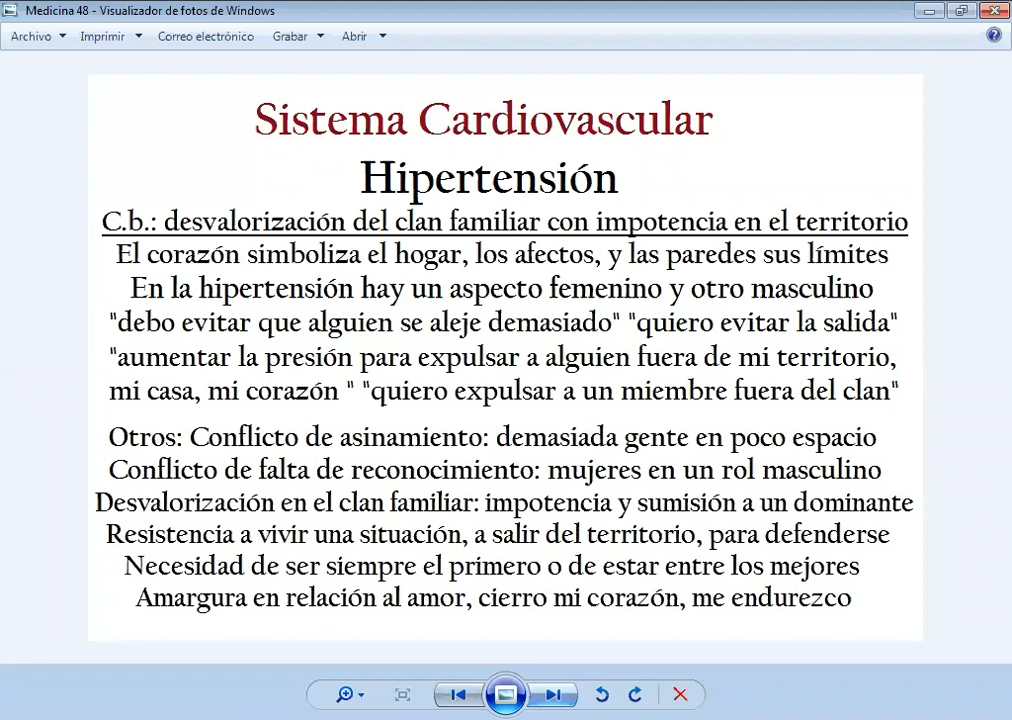 Medicina 48 - Visualizador de fotos de Windows
Archivo Imprimir Correo electrónico Grabar Abrir
Sistema Cardiovascular
Hipertensión
C.b.: desvalorización del clan familiar con impotencia en el territorio
El corazón simboliza el hogar, los afectos, y las paredes sus límites
En la hipertensión hay un aspecto femenino y otro masculino
"debo evitar que alguien se aleje demasiado" "quiero evitar la salida"
"aumentar la presión para expulsar a alguien fuera de mi territorio,
mi casa, mi corazón " "quiero expulsar a un miembre fuera del clan"
Otros: Conflicto de asinamiento: demasiada gente en poco espacio
Conflicto de falta de reconocimiento: mujeres en un rol masculino
Desvalorización en el clan familiar: impotencia y sumisión a un dominante
Resistencia a vivir una situación, a salir del territorio, para defenderse
Necesidad de ser siempre el primero o de estar entre los mejores
Amargura en relación al amor, cierro mi corazón, me endurezco